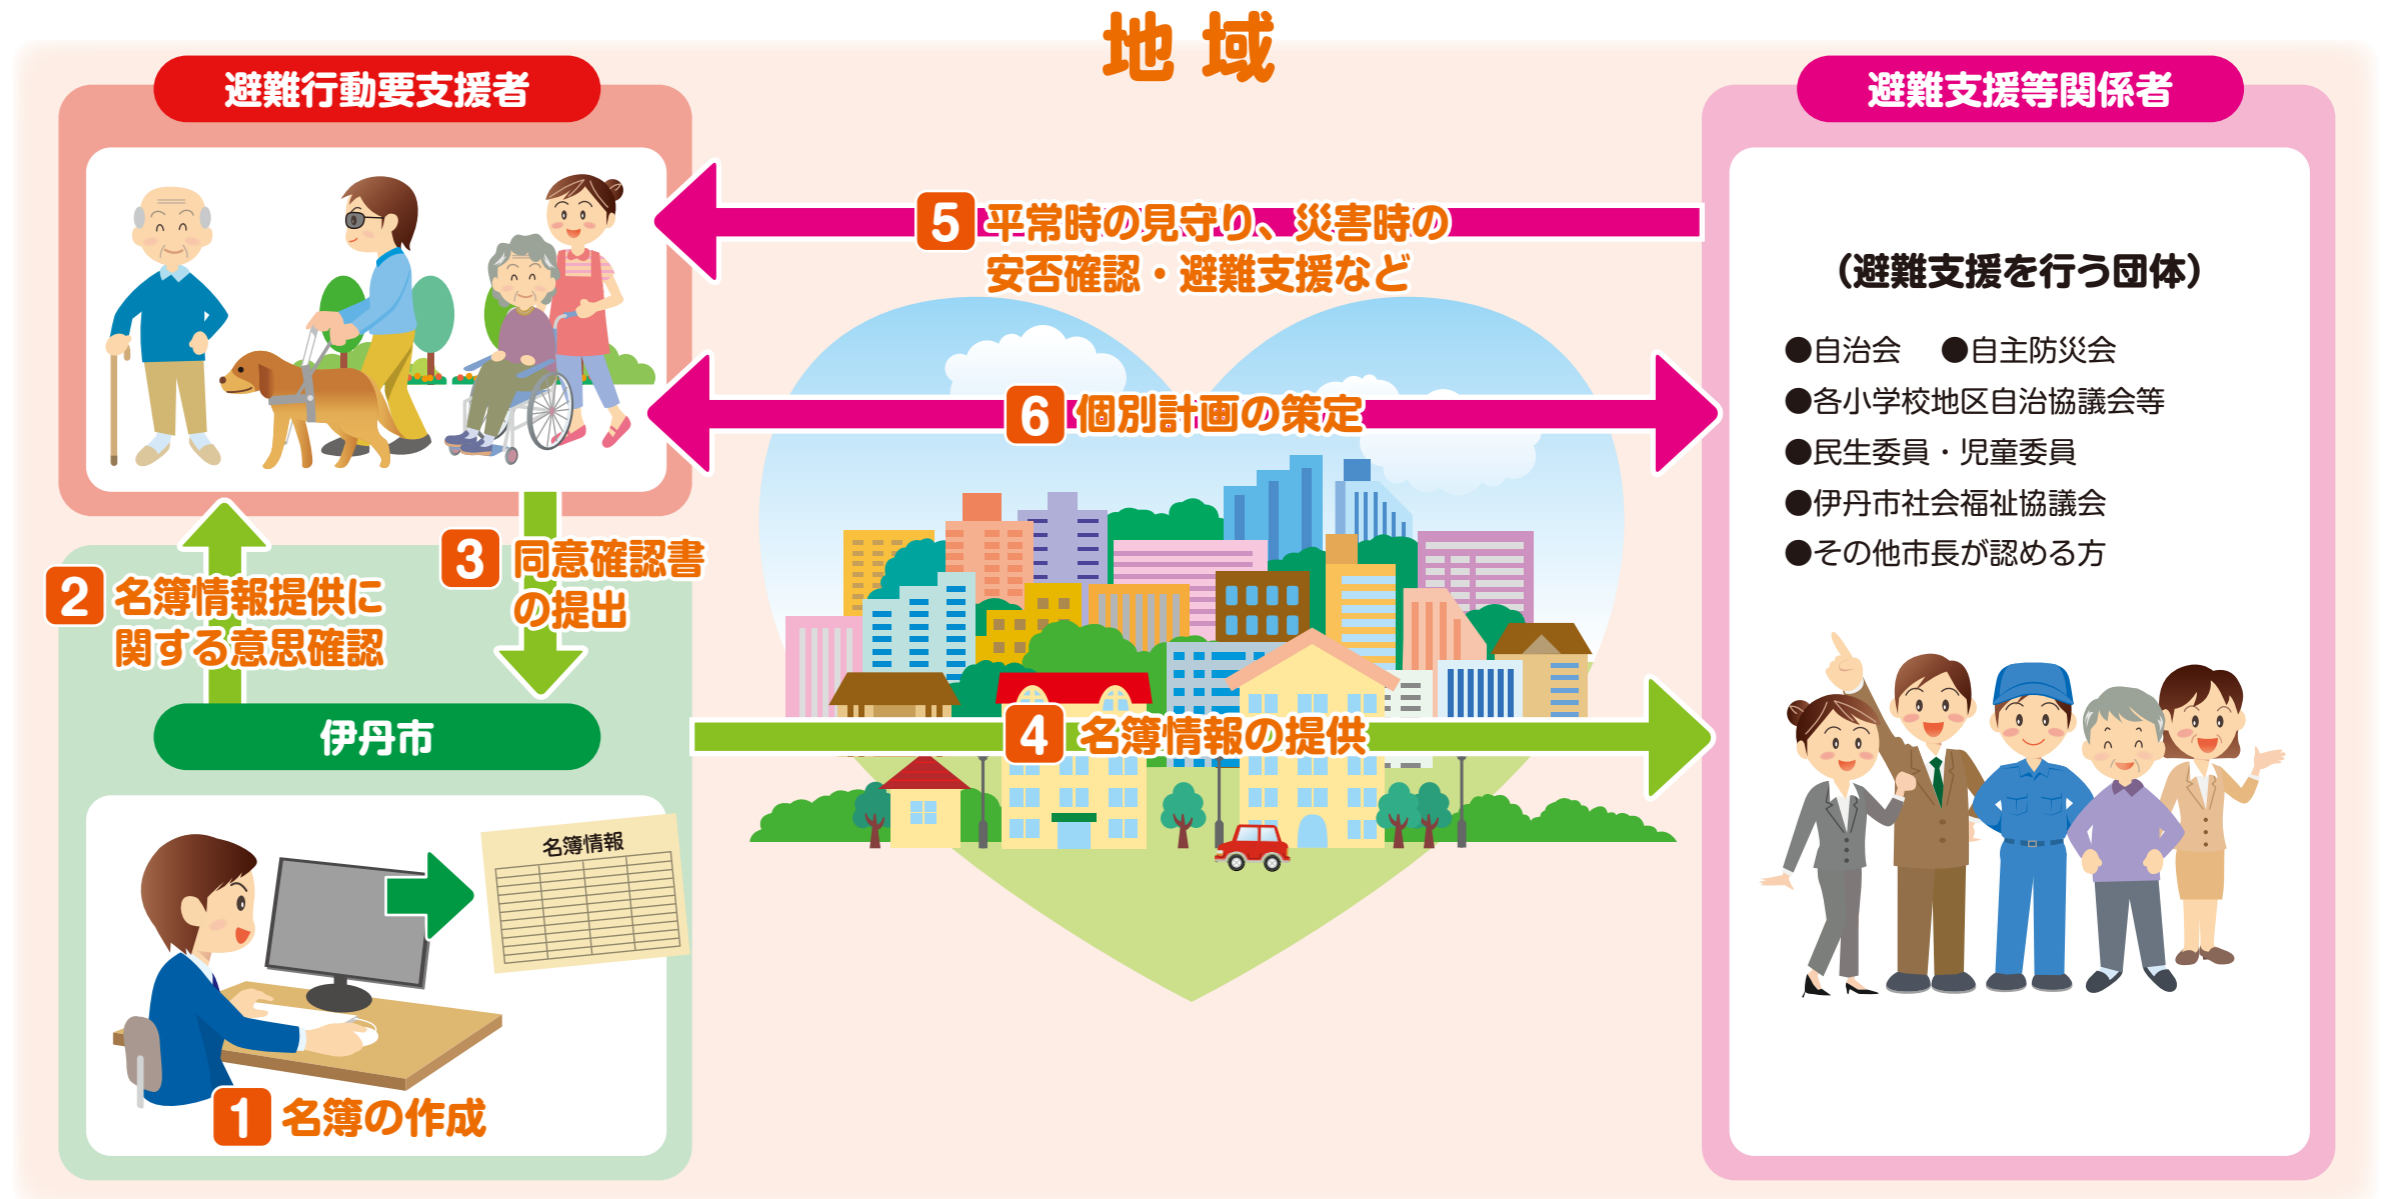 地域
避難行動要支援者
避難支援等関係者
5 平常時の見守り、災害時の
安否確認・避難支援など
6 個別計画の策定
2 名簿情報提供に
関する意思確認
3 同意確認書
の提出
伊丹市
4 名簿情報の提供
名簿情報
1 名簿の作成
（避難支援を行う団体）
●自治会 ●自主防災会
●各小学校地区自治協議会等
●民生委員・児童委員
●伊丹市社会福祉協議会
●その他市長が認める方